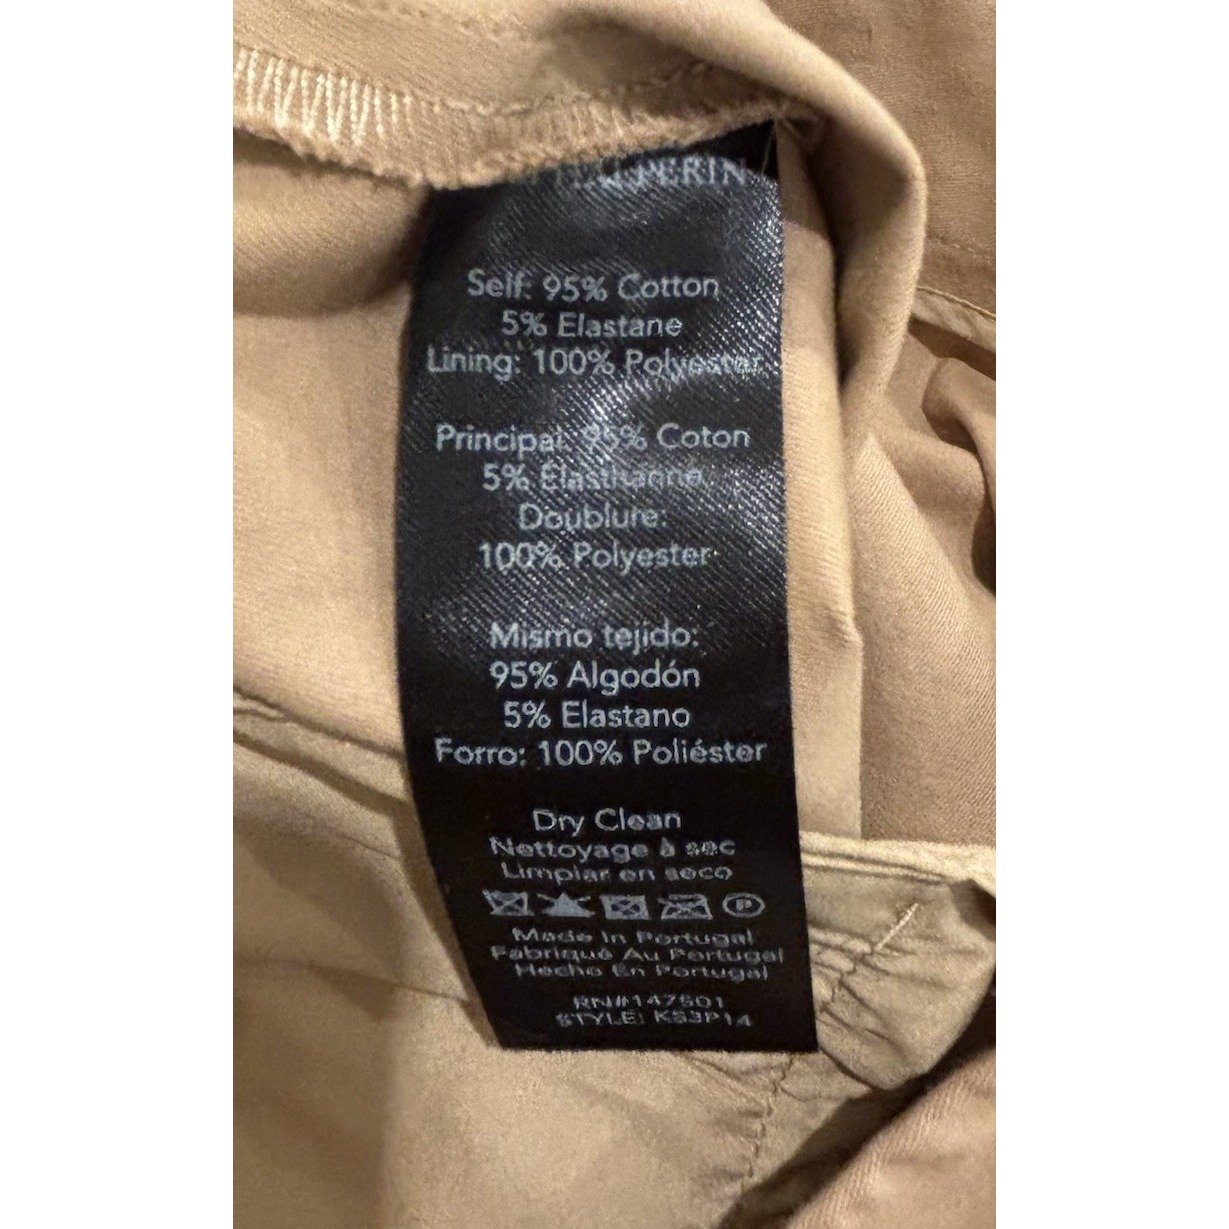 Self: 95% Cotton
5% Elastane
Lining: 100% Polyester
Principal: 95% Coton
5% Elasthanne
Doublure:
100% Polyester
Mismo tejido:
95% Algodón
5% Elastano
Forro: 100% Poliéster
Dry Clean
Nettoyage à sec
Limpiar en seco
P
Made In Portugal
Fabriqué Au Portugal
Hecho En Portugal
RN#147501
STYLE: KS3P14